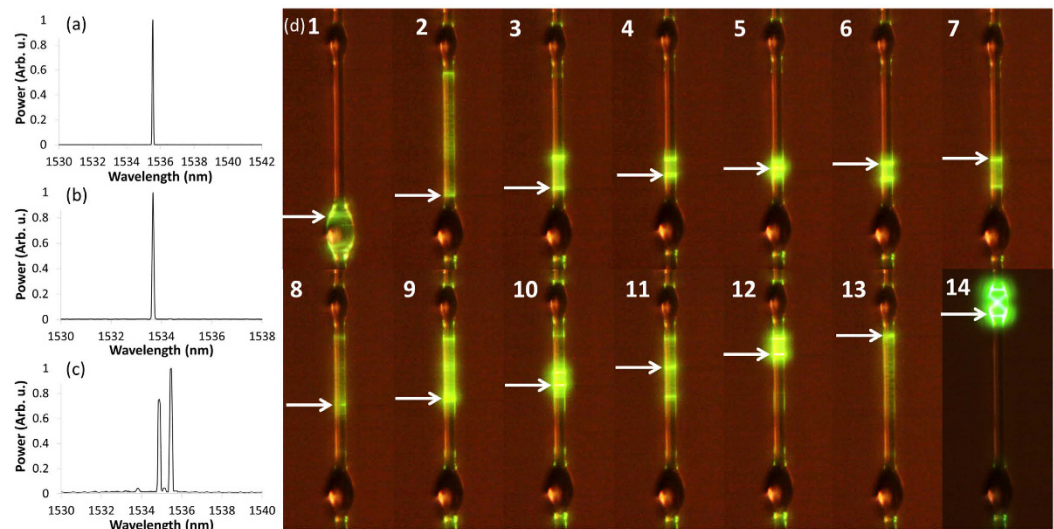 (a)
Power (Arb. u.)
1
0.8
0.6
0.4
0.2
0
1530 1532 1534 1536 1538 1540 1542
Wavelength (nm)
(b)
Power (Arb. u.)
1
0.8
0.6
0.4
0.2
0
1530 1532 1534 1536 1538
Wavelength (nm)
(c)
Power (Arb. u.)
1
0.8
0.6
0.4
0.2
0
1530 1532 1534 1536 1538 1540
Wavelength (nm)
(d) 1 2 3 4 5 6 7
8 9 10 11 12 13 14